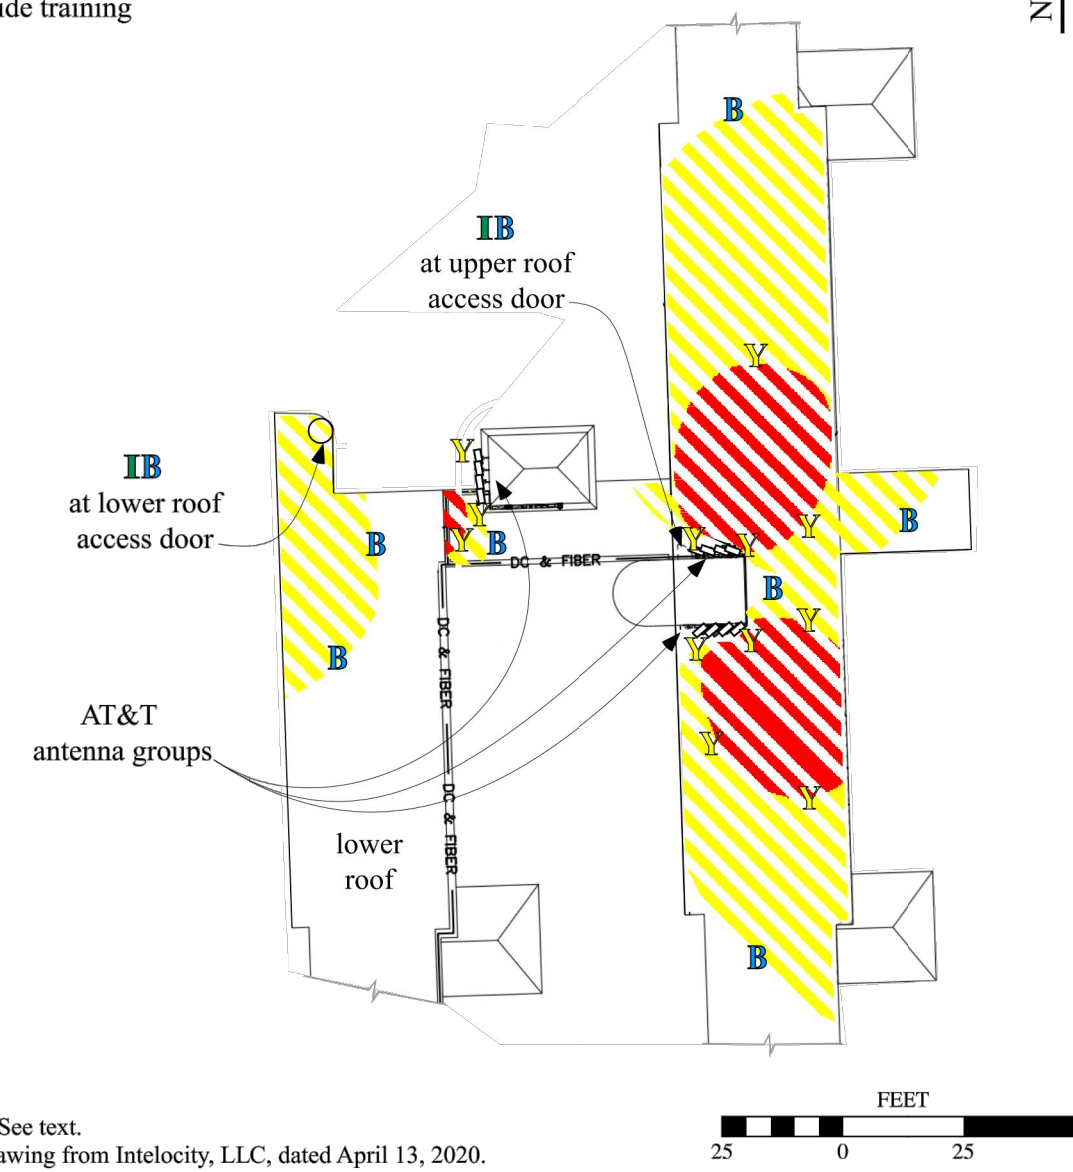 ide training
N
B
IB
at upper roof
access door
Y
Y
IB
at lower roof
access door
B
Y
Y
B
B
Y
Y
Y
DC & FIBER
B
Y
Y
Y
DC & FIBER
B
AT&T
antenna groups
Y
Y
DC & FIBER
lower
roof
B
FEET
25 0 25
See text.
awing from Intelocity, LLC, dated April 13, 2020.